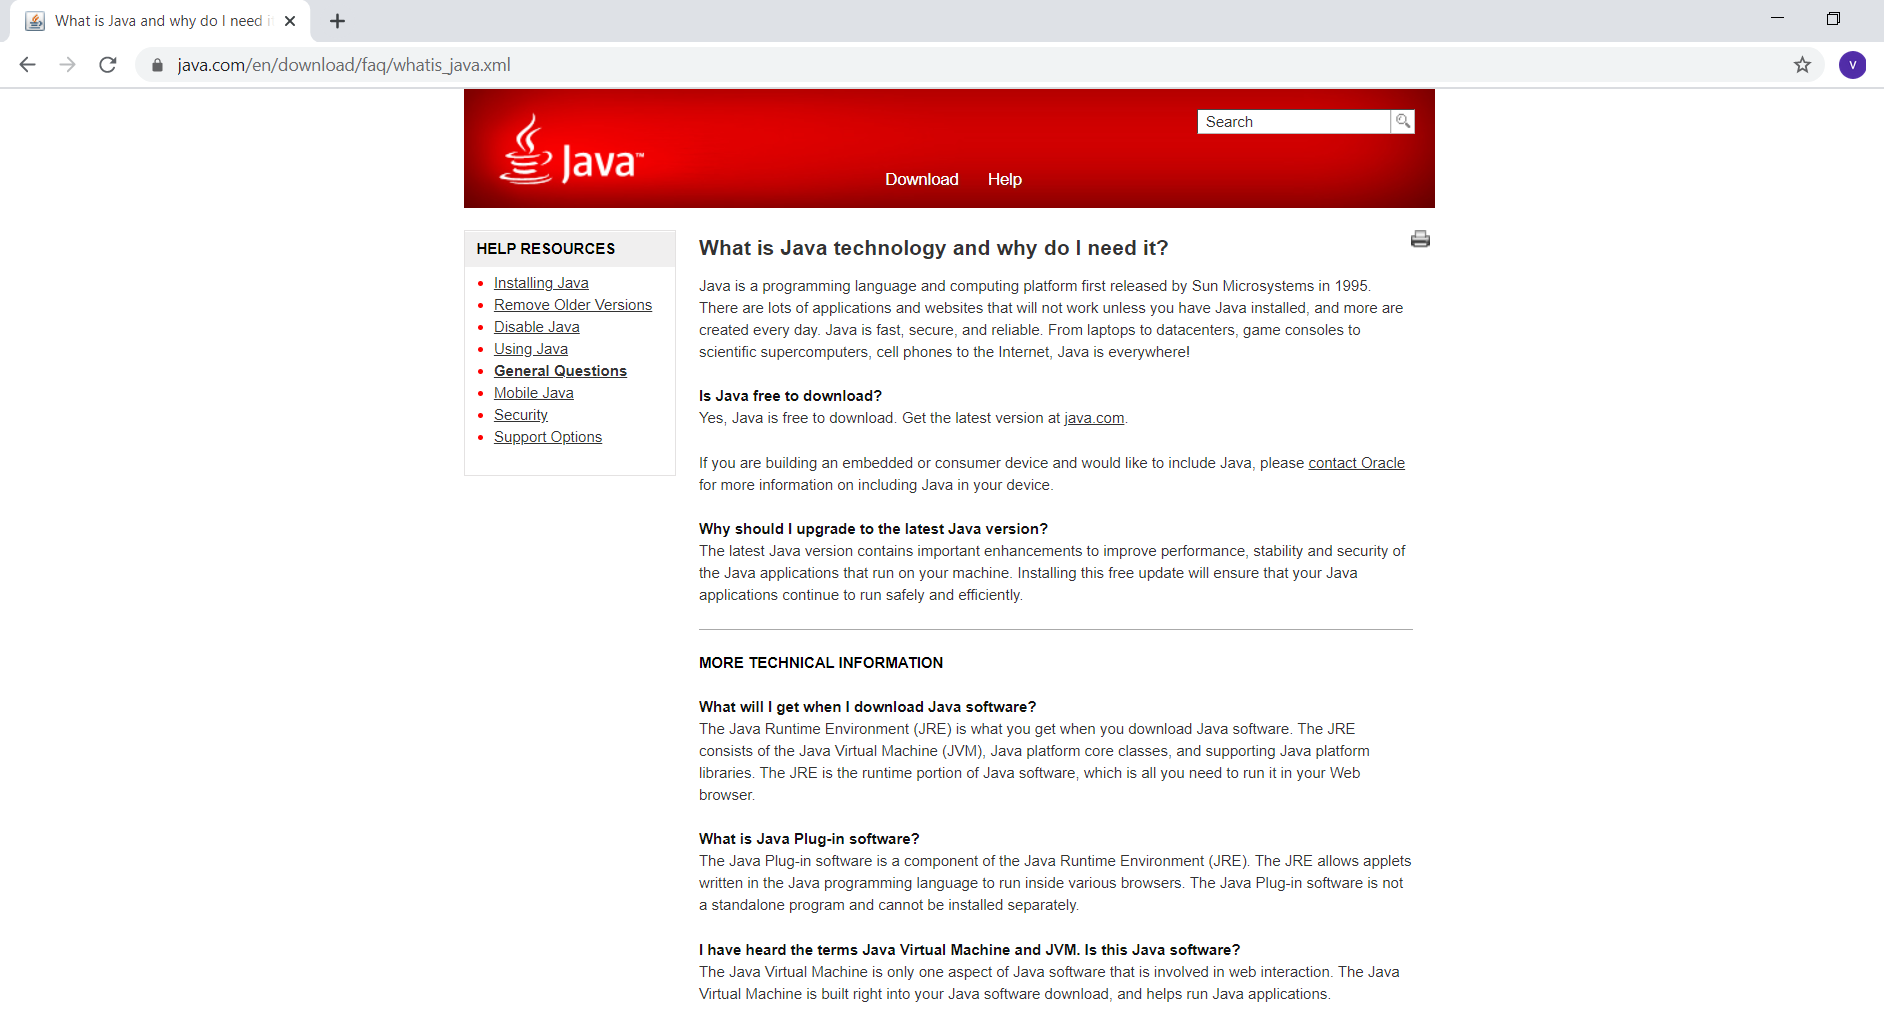 What is Java and why do I need i
java.com/en/download/faq/whatis_java.xml
V
Java™
Search
Download Help
HELP RESOURCES
Installing Java
Remove Older Versions
Disable Java
Using Java
General Questions
Mobile Java
Security
Support Options
What is Java technology and why do I need it?
Java is a programming language and computing platform first released by Sun Microsystems in 1995.
There are lots of applications and websites that will not work unless you have Java installed, and more are
created every day. Java is fast, secure, and reliable. From laptops to datacenters, game consoles to
scientific supercomputers, cell phones to the Internet, Java is everywhere!
Is Java free to download?
Yes, Java is free to download. Get the latest version at java.com.
If you are building an embedded or consumer device and would like to include Java, please contact Oracle
for more information on including Java in your device.
Why should I upgrade to the latest Java version?
The latest Java version contains important enhancements to improve performance, stability and security of
the Java applications that run on your machine. Installing this free update will ensure that your Java
applications continue to run safely and efficiently.
MORE TECHNICAL INFORMATION
What will I get when I download Java software?
The Java Runtime Environment (JRE) is what you get when you download Java software. The JRE
consists of the Java Virtual Machine (JVM), Java platform core classes, and supporting Java platform
libraries. The JRE is the runtime portion of Java software, which is all you need to run it in your Web
browser.
What is Java Plug-in software?
The Java Plug-in software is a component of the Java Runtime Environment (JRE). The JRE allows applets
written in the Java programming language to run inside various browsers. The Java Plug-in software is not
a standalone program and cannot be installed separately.
I have heard the terms Java Virtual Machine and JVM. Is this Java software?
The Java Virtual Machine is only one aspect of Java software that is involved in web interaction. The Java
Virtual Machine is built right into your Java software download, and helps run Java applications.